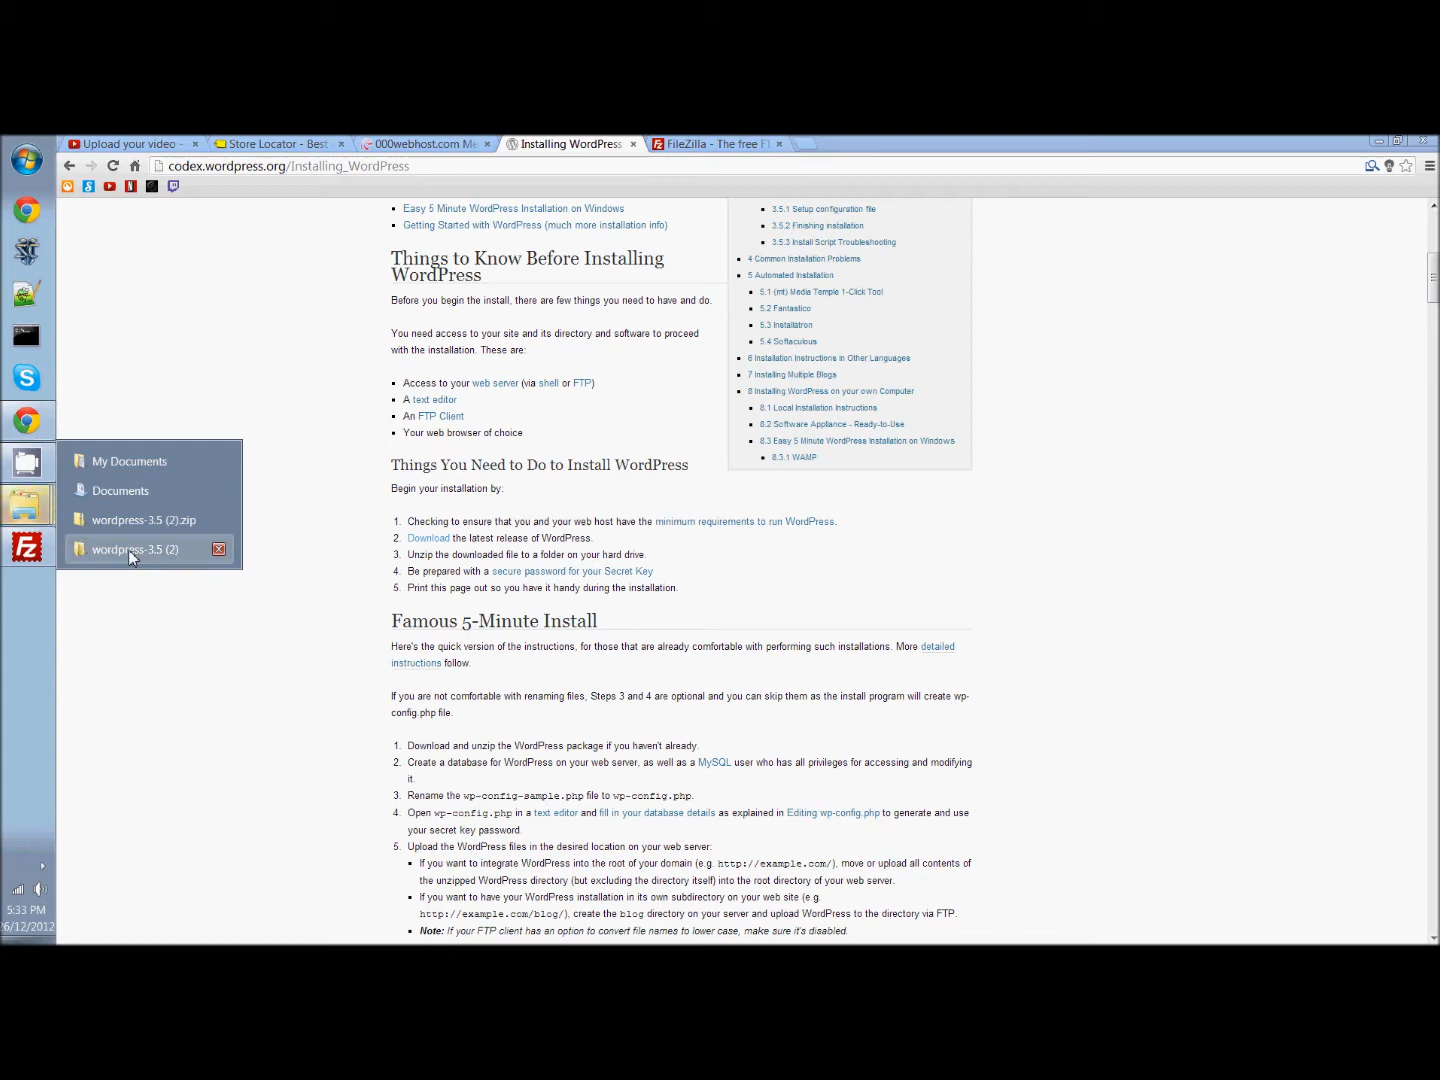 Upload your video -
Store Locator - Best
000webhost.com Me
Installing WordPress
FileZilla - The free F
codex.wordpress.org/Installing_WordPress
Easy 5 Minute WordPress Installation on Windows
Getting Started with WordPress (much more installation info)
Things to Know Before Installing
WordPress
Before you begin the install, there are few things you need to have and do.
You need access to your site and its directory and software to proceed
with the installation. These are:
Access to your web server (via shell or FTP)
A text editor
An FTP Client
Your web browser of choice
3.5.1 Setup configuration file
3.5.2 Finishing installation
3.5.3 Install Script Troubleshooting
4 Common Installation Problems
5 Automated Installation
5.1 (mt) Media Temple 1-Click Tool
5.2 Fantastico
5.3 Installatron
5.4 Softaculous
6 Installation Instructions in Other Languages
7 Installing Multiple Blogs
8 Installing WordPress on your own Computer
8.1 Local Installation Instructions
8.2 Software Appliance - Ready-to-Use
8.3 Easy 5 Minute WordPress Installation on Windows
8.3.1 WAMP
My Documents
Documents
wordpress-3.5 (2).zip
wordpress-3.5 (2)
Fz
Things You Need to Do to Install WordPress
Begin your installation by:
1. Checking to ensure that you and your web host have the minimum requirements to run WordPress.
2. Download the latest release of WordPress.
3. Unzip the downloaded file to a folder on your hard drive.
4. Be prepared with a secure password for your Secret Key
5. Print this page out so you have it handy during the installation.
Famous 5-Minute Install
Here's the quick version of the instructions, for those that are already comfortable with performing such installations. More detailed
instructions follow.
If you are not comfortable with renaming files, Steps 3 and 4 are optional and you can skip them as the install program will create wp-
config.php file.
1. Download and unzip the WordPress package if you haven't already.
2. Create a database for WordPress on your web server, as well as a MySQL user who has all privileges for accessing and modifying
it.
3. Rename the wp-config-sample.php file to wp-config.php.
4. Open wp-config.php in a text editor and fill in your database details as explained in Editing wp-config.php to generate and use
your secret key password.
5. Upload the WordPress files in the desired location on your web server:
If you want to integrate WordPress into the root of your domain (e.g. http://example.com/), move or upload all contents of
the unzipped WordPress directory (but excluding the directory itself) into the root directory of your web server.
If you want to have your WordPress installation in its own subdirectory on your web site (e.g.
http://example.com/blog/), create the blog directory on your server and upload WordPress to the directory via FTP.
Note: If your FTP client has an option to convert file names to lower case, make sure it's disabled.
5:33 PM
26/12/2012